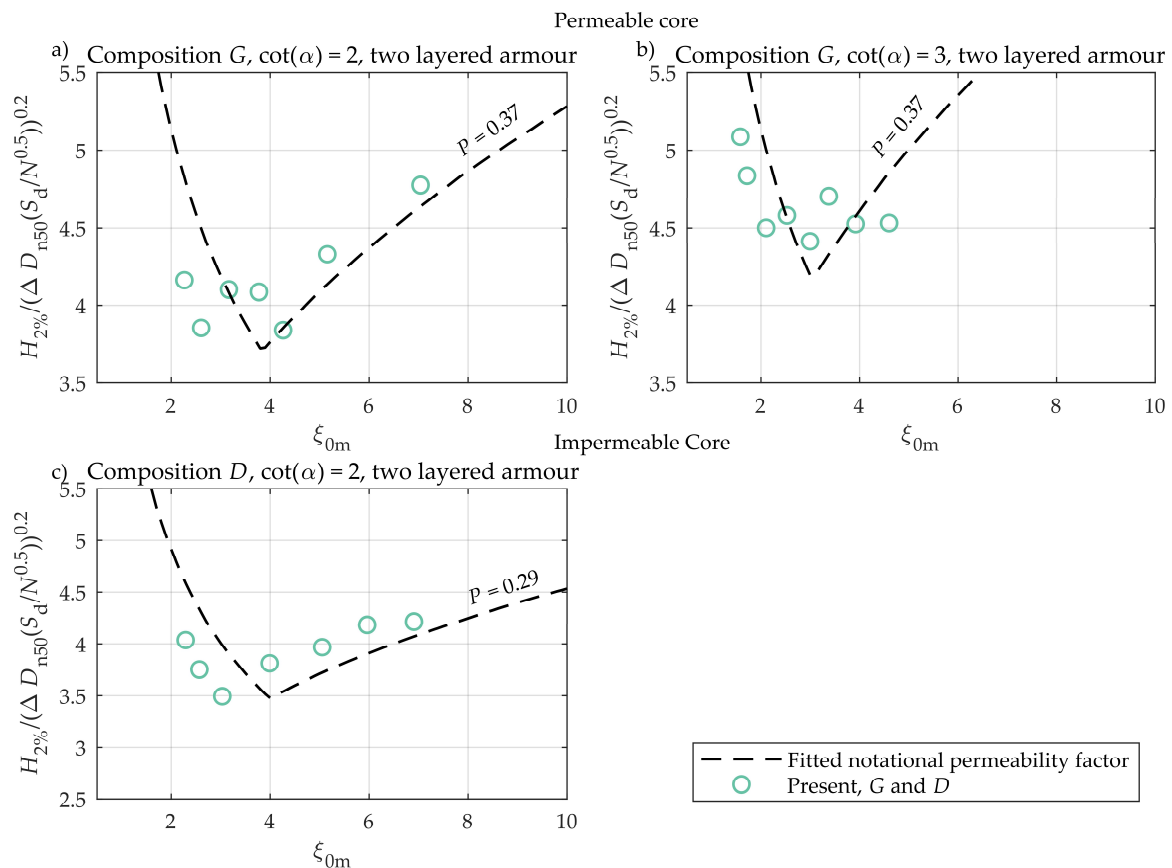 Permeable core
a) Composition G, cot(α) = 2, two layered armour
H2%/(Δ Dn50(Sd/N^0.5))^0.2
5.5
5
4.5
4
3.5
P = 0.37
2 4 6 8 10
ξ0m
b) Composition G, cot(α) = 3, two layered armour
H2%/(Δ Dn50(Sd/N^0.5))^0.2
5.5
5
4.5
4
3.5
P = 0.37
2 4 6 8 10
ξ0m
Impermeable Core
c) Composition D, cot(α) = 2, two layered armour
H2%/(Δ Dn50(Sd/N^0.5))^0.2
5.5
5
4.5
4
3.5
3
2.5
P = 0.29
2 4 6 8 10
ξ0m
Fitted notational permeability factor
Present, G and D